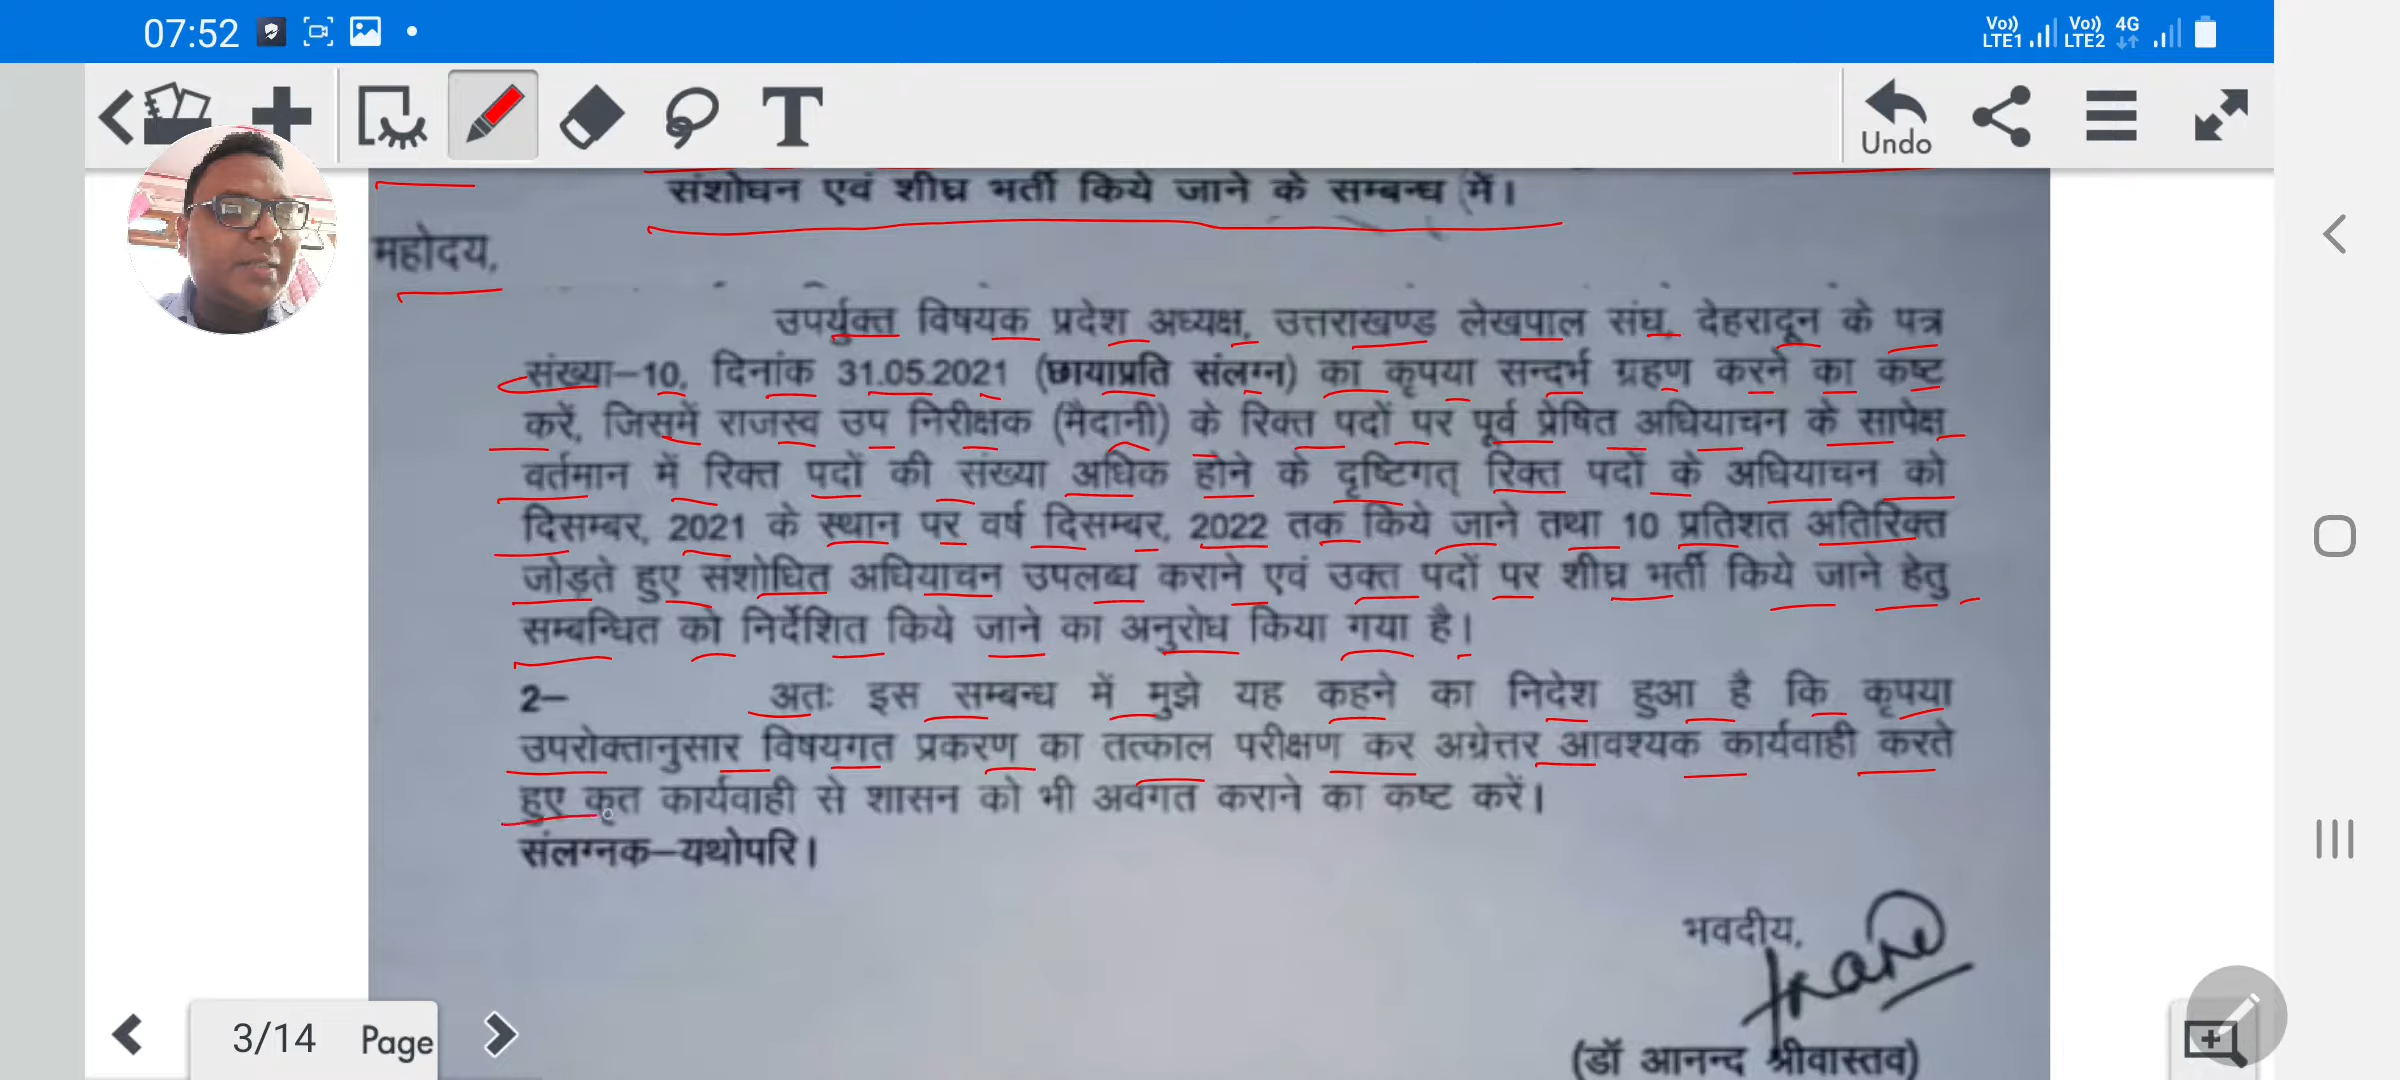 07:52
Vo)) LTE1 Vo)) LTE2 4G
T
Undo
संशोधन एवं शीघ्र भर्ती किये जाने के सम्बन्ध में।
महोदय,
उपर्युक्त विषयक प्रदेश अध्यक्ष, उत्तराखण्ड लेखपाल संघ, देहरादून के पत्र
संख्या–10, दिनांक 31.05.2021 (छायाप्रति संलग्न) का कृपया सन्दर्भ ग्रहण करने का कष्ट
करें, जिसमें राजस्व उप निरीक्षक (मैदानी) के रिक्त पदों पर पूर्व प्रेषित अधियाचन के सापेक्ष
वर्तमान में रिक्त पदों की संख्या अधिक होने के दृष्टिगत् रिक्त पदों के अधियाचन को
दिसम्बर, 2021 के स्थान पर वर्ष दिसम्बर, 2022 तक किये जाने तथा 10 प्रतिशत अतिरिक्त
जोड़ते हुए संशोधित अधियाचन उपलब्ध कराने एवं उक्त पदों पर शीघ्र भर्ती किये जाने हेतु
सम्बन्धित को निर्देशित किये जाने का अनुरोध किया गया है।
2– अतः इस सम्बन्ध में मुझे यह कहने का निदेश हुआ है कि कृपया
उपरोक्तानुसार विषयगत प्रकरण का तत्काल परीक्षण कर अग्रेत्तर आवश्यक कार्यवाही करते
हुए कृत कार्यवाही से शासन को भी अवगत कराने का कष्ट करें।
संलग्नक–यथोपरि।
भवदीय,
(डॉ आनन्द श्रीवास्तव)
3/14 Page